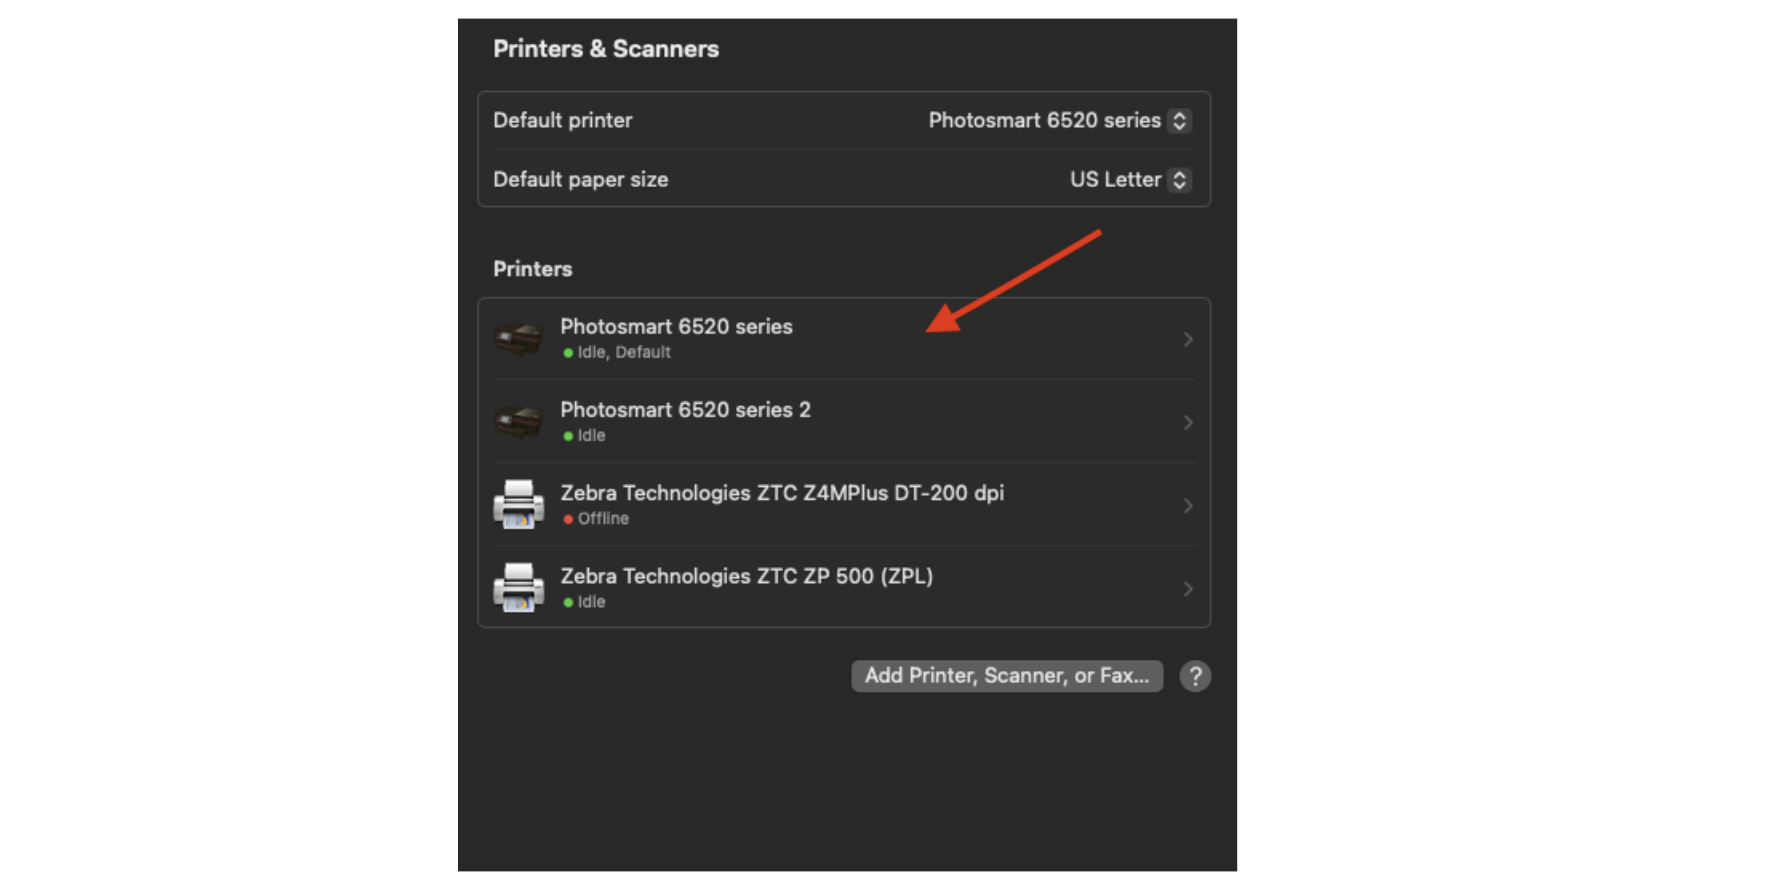 Printers & Scanners
Default printer
Photosmart 6520 series
Default paper size
US Letter
Printers
Photosmart 6520 series
Idle, Default
Photosmart 6520 series 2
Idle
Zebra Technologies ZTC Z4MPlus DT-200 dpi
Offline
Zebra Technologies ZTC ZP 500 (ZPL)
Idle
Add Printer, Scanner, or Fax...
?